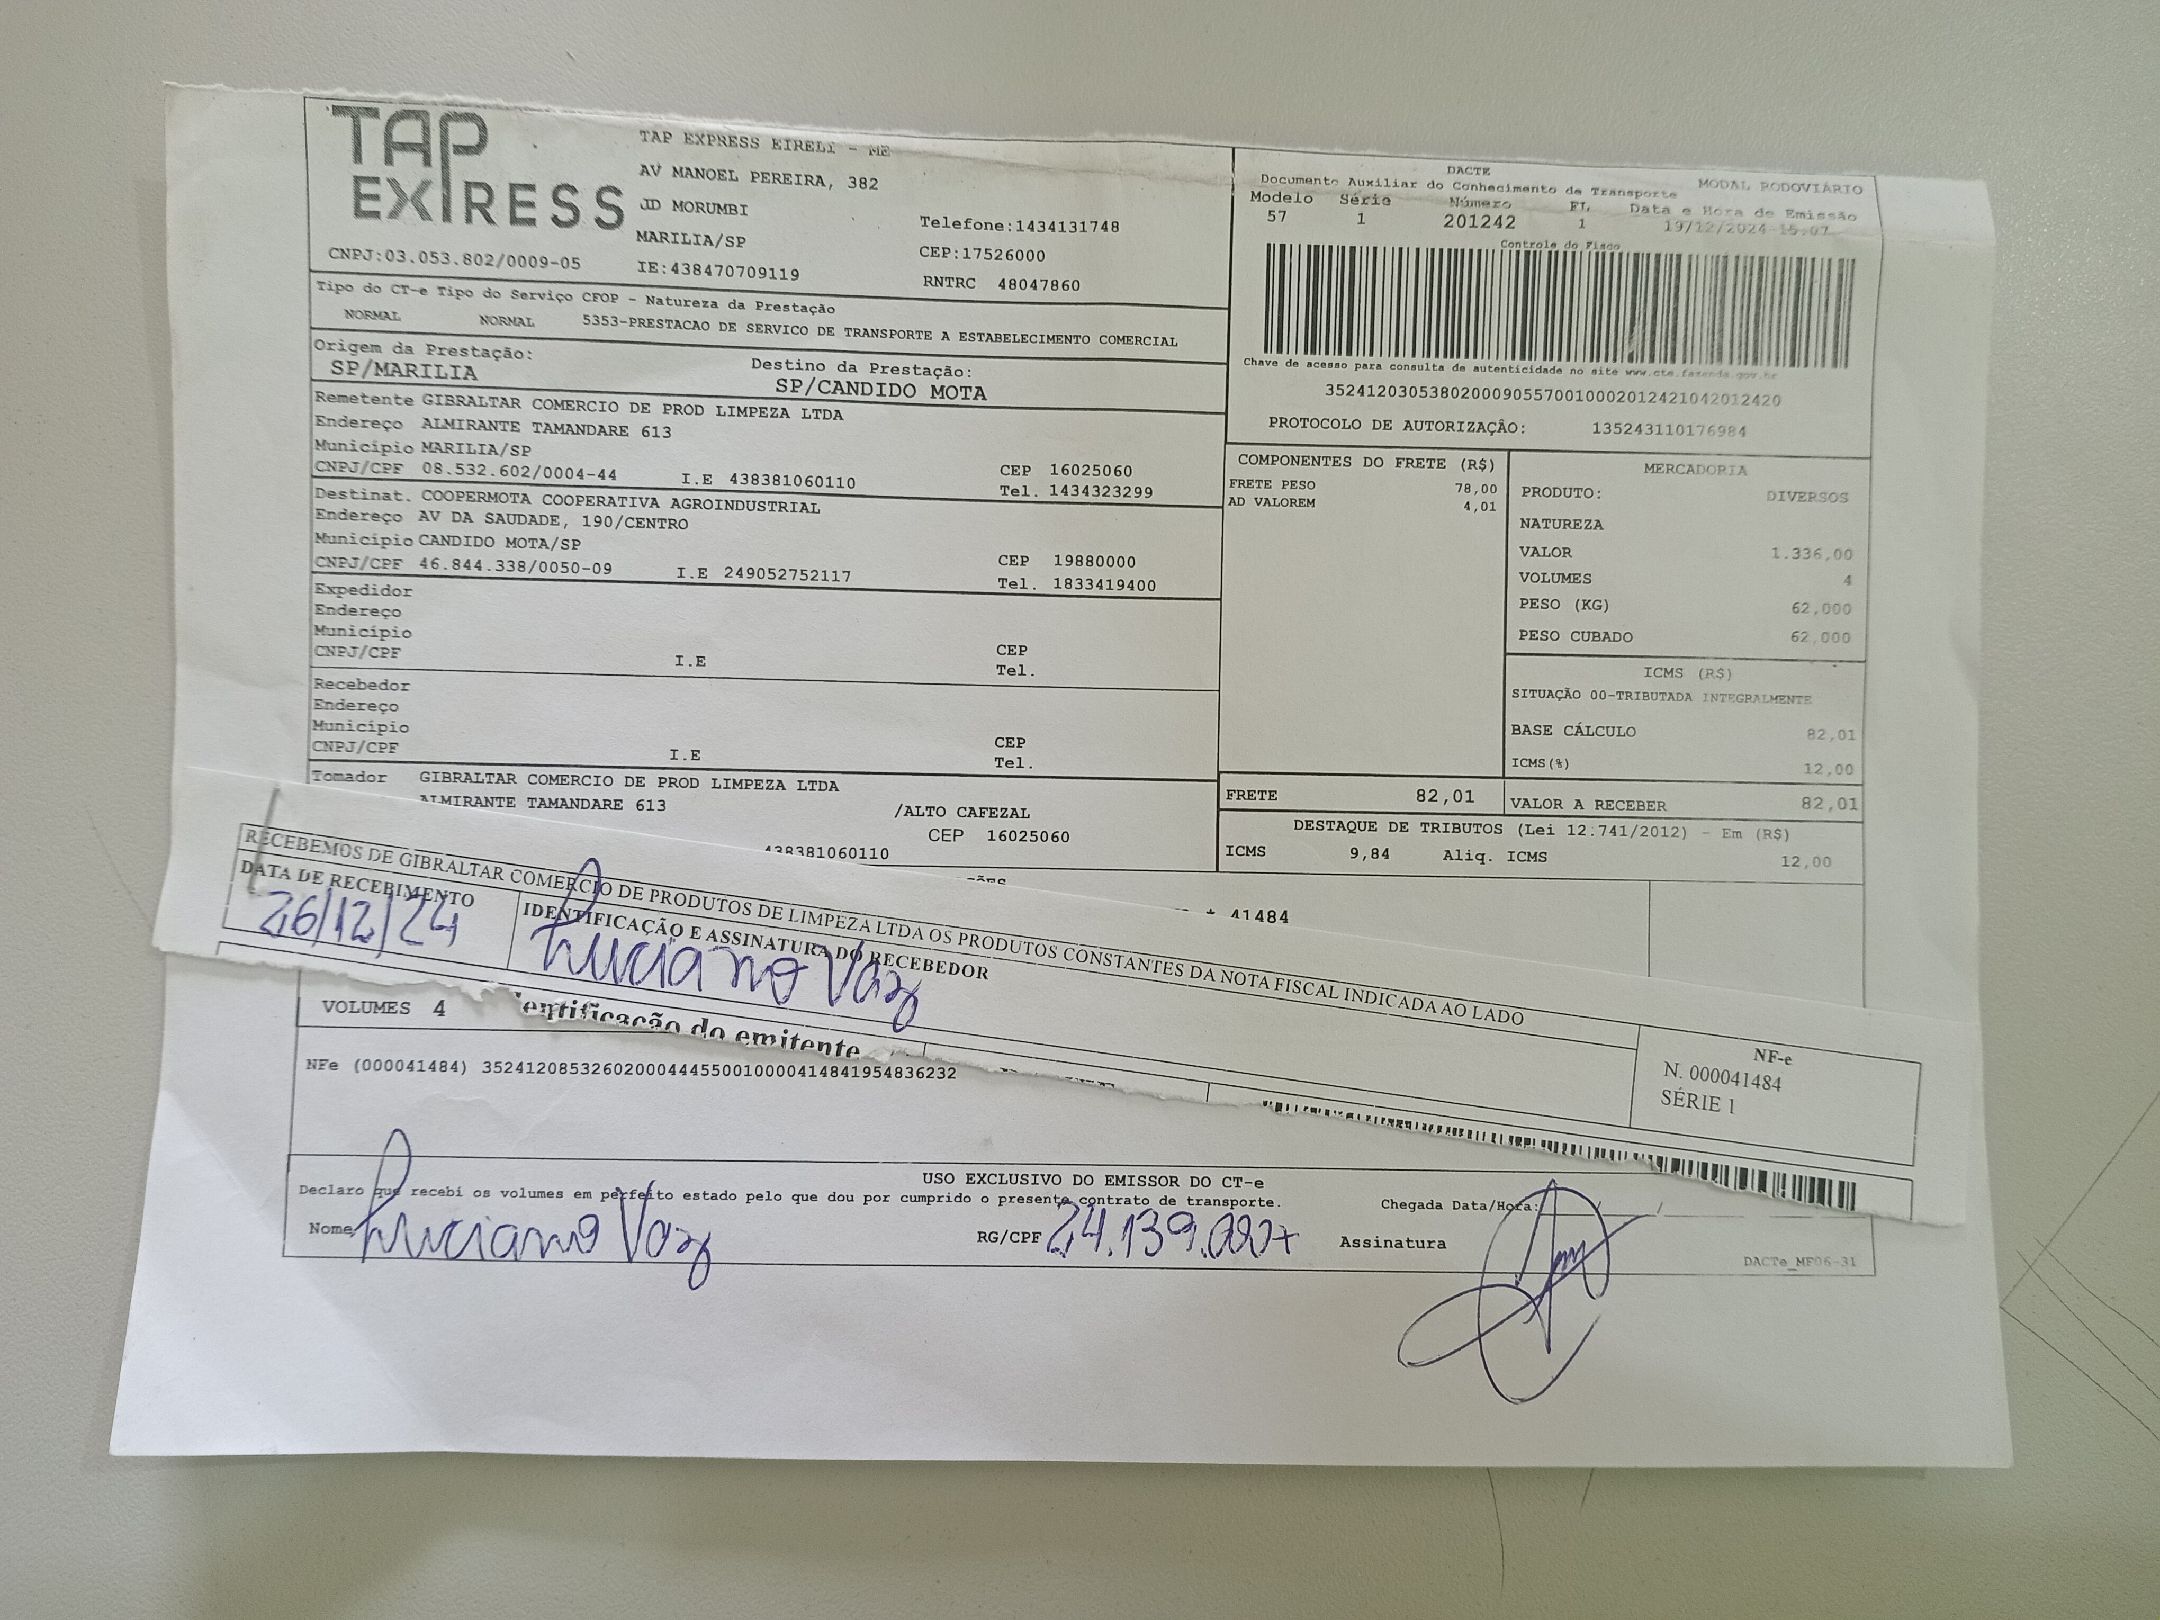 TAP EXPRESS
TAP EXPRESS EIRELI - ME
AV MANOEL PEREIRA, 382
JD MORUMBI
MARILIA/SP
Telefone:1434131748
CEP:17526000
CNPJ:03.053.802/0009-05
IE:438470709119
RNTRC 48047860
DACTE
MODAL RODOVIÁRIO
Documento Auxiliar do Conhecimento de Transporte
Modelo Série Número FL Data e Hora de Emissão
57 1 201242 1 19/12/2024 15:07
Controle do Fisco
Chave de acesso para consulta de autenticidade no site www.cte.fazenda.gov.br
35241203053802000905570010002012421042012420
PROTOCOLO DE AUTORIZAÇÃO: 135243110176984
Tipo do CT-e Tipo do Serviço CFOP - Natureza da Prestação
NORMAL NORMAL 5353-PRESTACAO DE SERVICO DE TRANSPORTE A ESTABELECIMENTO COMERCIAL
Origem da Prestação: Destino da Prestação:
SP/MARILIA SP/CANDIDO MOTA
Remetente GIBRALTAR COMERCIO DE PROD LIMPEZA LTDA
Endereço ALMIRANTE TAMANDARE 613
Município MARILIA/SP CEP 16025060
CNPJ/CPF 08.532.602/0004-44 I.E 438381060110 Tel. 1434323299
Destinat. COOPERMOTA COOPERATIVA AGROINDUSTRIAL
Endereço AV DA SAUDADE, 190/CENTRO
Município CANDIDO MOTA/SP CEP 19880000
CNPJ/CPF 46.844.338/0050-09 I.E 249052752117 Tel. 1833419400
Expedidor
Endereço
Município CEP
CNPJ/CPF I.E Tel.
Recebedor
Endereço
Município CEP
CNPJ/CPF I.E Tel.
Tomador GIBRALTAR COMERCIO DE PROD LIMPEZA LTDA
ALMIRANTE TAMANDARE 613 /ALTO CAFEZAL
CEP 16025060
438381060110
COMPONENTES DO FRETE (R$)
FRETE PESO 78,00
AD VALOREM 4,01
MERCADORIA
PRODUTO: DIVERSOS
NATUREZA
VALOR 1.336,00
VOLUMES 4
PESO (KG) 62,000
PESO CUBADO 62,000
ICMS (R$)
SITUAÇÃO 00-TRIBUTADA INTEGRALMENTE
BASE CÁLCULO 82,01
ICMS(%) 12,00
FRETE 82,01 VALOR A RECEBER 82,01
DESTAQUE DE TRIBUTOS (Lei 12.741/2012) - Em (R$)
ICMS 9,84 Aliq. ICMS 12,00
41484
RECEBEMOS DE GIBRALTAR COMERCIO DE PRODUTOS DE LIMPEZA LTDA OS PRODUTOS CONSTANTES DA NOTA FISCAL INDICADA AO LADO
DATA DE RECEBIMENTO IDENTIFICAÇÃO E ASSINATURA DO RECEBEDOR
26/12/24 Luciano Vaz
NF-e
N. 000041484
SÉRIE 1
entificação do emitente
VOLUMES 4
NFe (000041484) 35241208532602000444550010000414841954836232
USO EXCLUSIVO DO EMISSOR DO CT-e
Declaro que recebi os volumes em perfeito estado pelo que dou por cumprido o presente contrato de transporte.
Chegada Data/Hora:
Nome Luciano Vaz RG/CPF Assinatura
DACTe_MF06-31